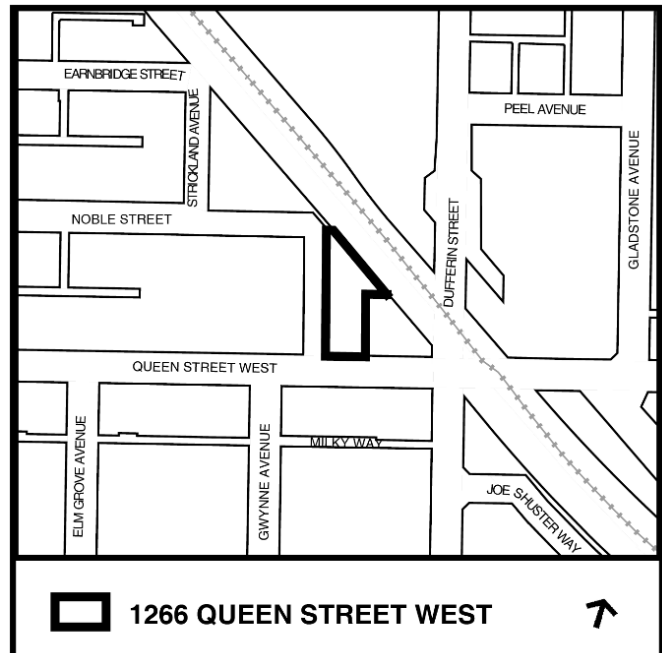 EARNBRIDGE STREET
STRICKLAND AVENUE
PEEL AVENUE
GLADSTONE AVENUE
NOBLE STREET
DUFFERIN STREET
QUEEN STREET WEST
ELM GROVE AVENUE
GWYNNE AVENUE
MILKY WAY
JOE SHUSTER WAY
1266 QUEEN STREET WEST